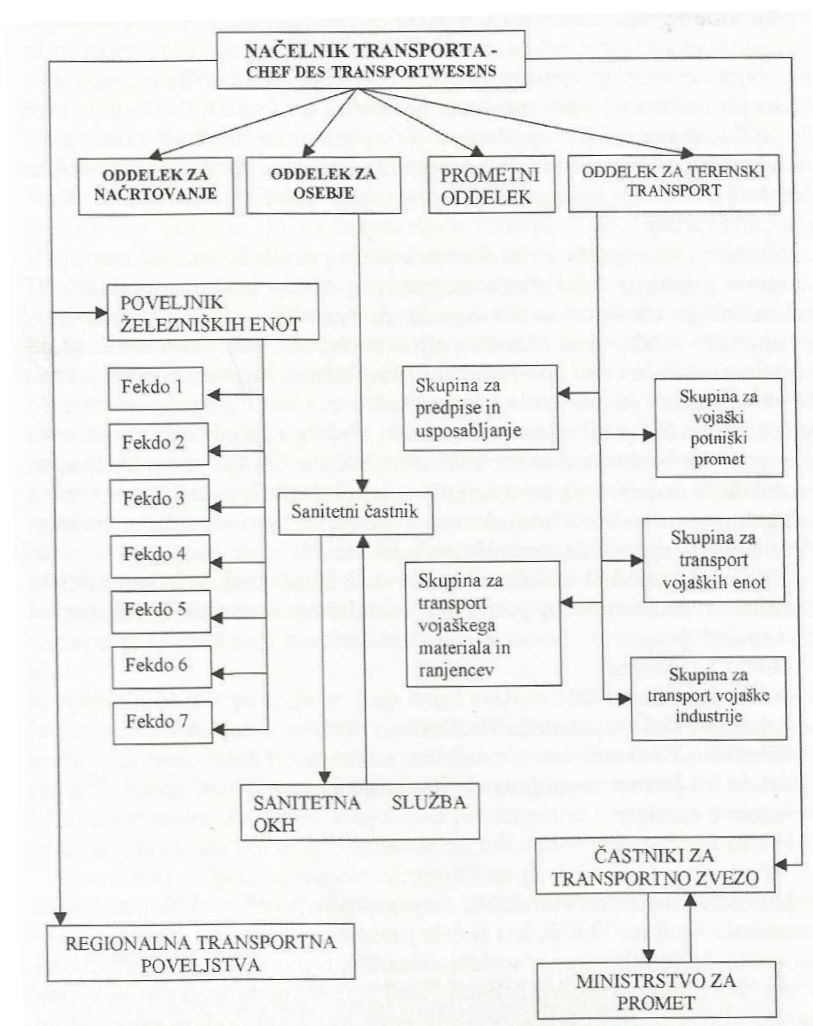 NAČELNIK TRANSPORTA -
CHEF DES TRANSPORTWESENS
ODDELEK ZA
NAČRTOVANJE
ODDELEK ZA
OSEBJE
PROMETNI
ODDELEK
ODDELEK ZA TERENSKI
TRANSPORT
POVELJNIK
ŽELEZNIŠKIH ENOT
Fekdo 1
Fekdo 2
Fekdo 3
Fekdo 4
Fekdo 5
Fekdo 6
Fekdo 7
Skupina za
predpise in
usposabljanje
Skupina za
vojaški
potniški
promet
Sanitetni častnik
Skupina za
transport
vojaških enot
Skupina za
transport
vojaškega
materiala in
ranjencev
Skupina za
transport vojaške
industrije
SANITETNA SLUŽBA
OKH
ČASTNIKI ZA
TRANSPORTNO ZVEZO
REGIONALNA TRANSPORTNA
POVELJSTVA
MINISTRSTVO ZA
PROMET